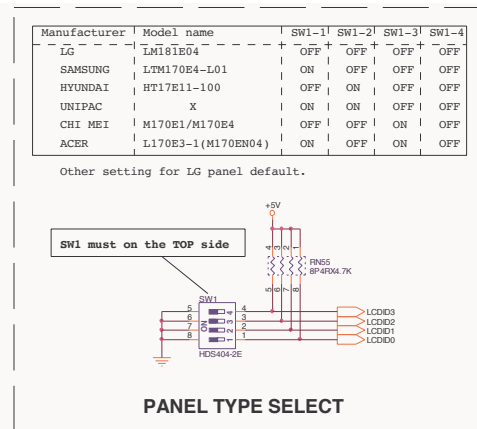 Manufacturer Model name SW1-1 SW1-2 SW1-3 SW1-4
LG LM181E04 OFF OFF OFF OFF
SAMSUNG LTM170E4-L01 ON OFF OFF OFF
HYUNDAI HT17E11-100 OFF ON OFF OFF
UNIPAC X ON ON OFF OFF
CHI MEI M170E1/M170E4 OFF OFF ON OFF
ACER L170E3-1(M170EN04) ON OFF ON OFF
Other setting for LG panel default.
+5V
SW1 must on the TOP side
4 3 2 1
RN55
8P4RX4.7K
5 6 7 8
SW1
5 4 4 LCDID3
6 3 3 LCDID2
7 2 2 LCDID1
8 1 1 LCDID0
ON
HDS404-2E
PANEL TYPE SELECT